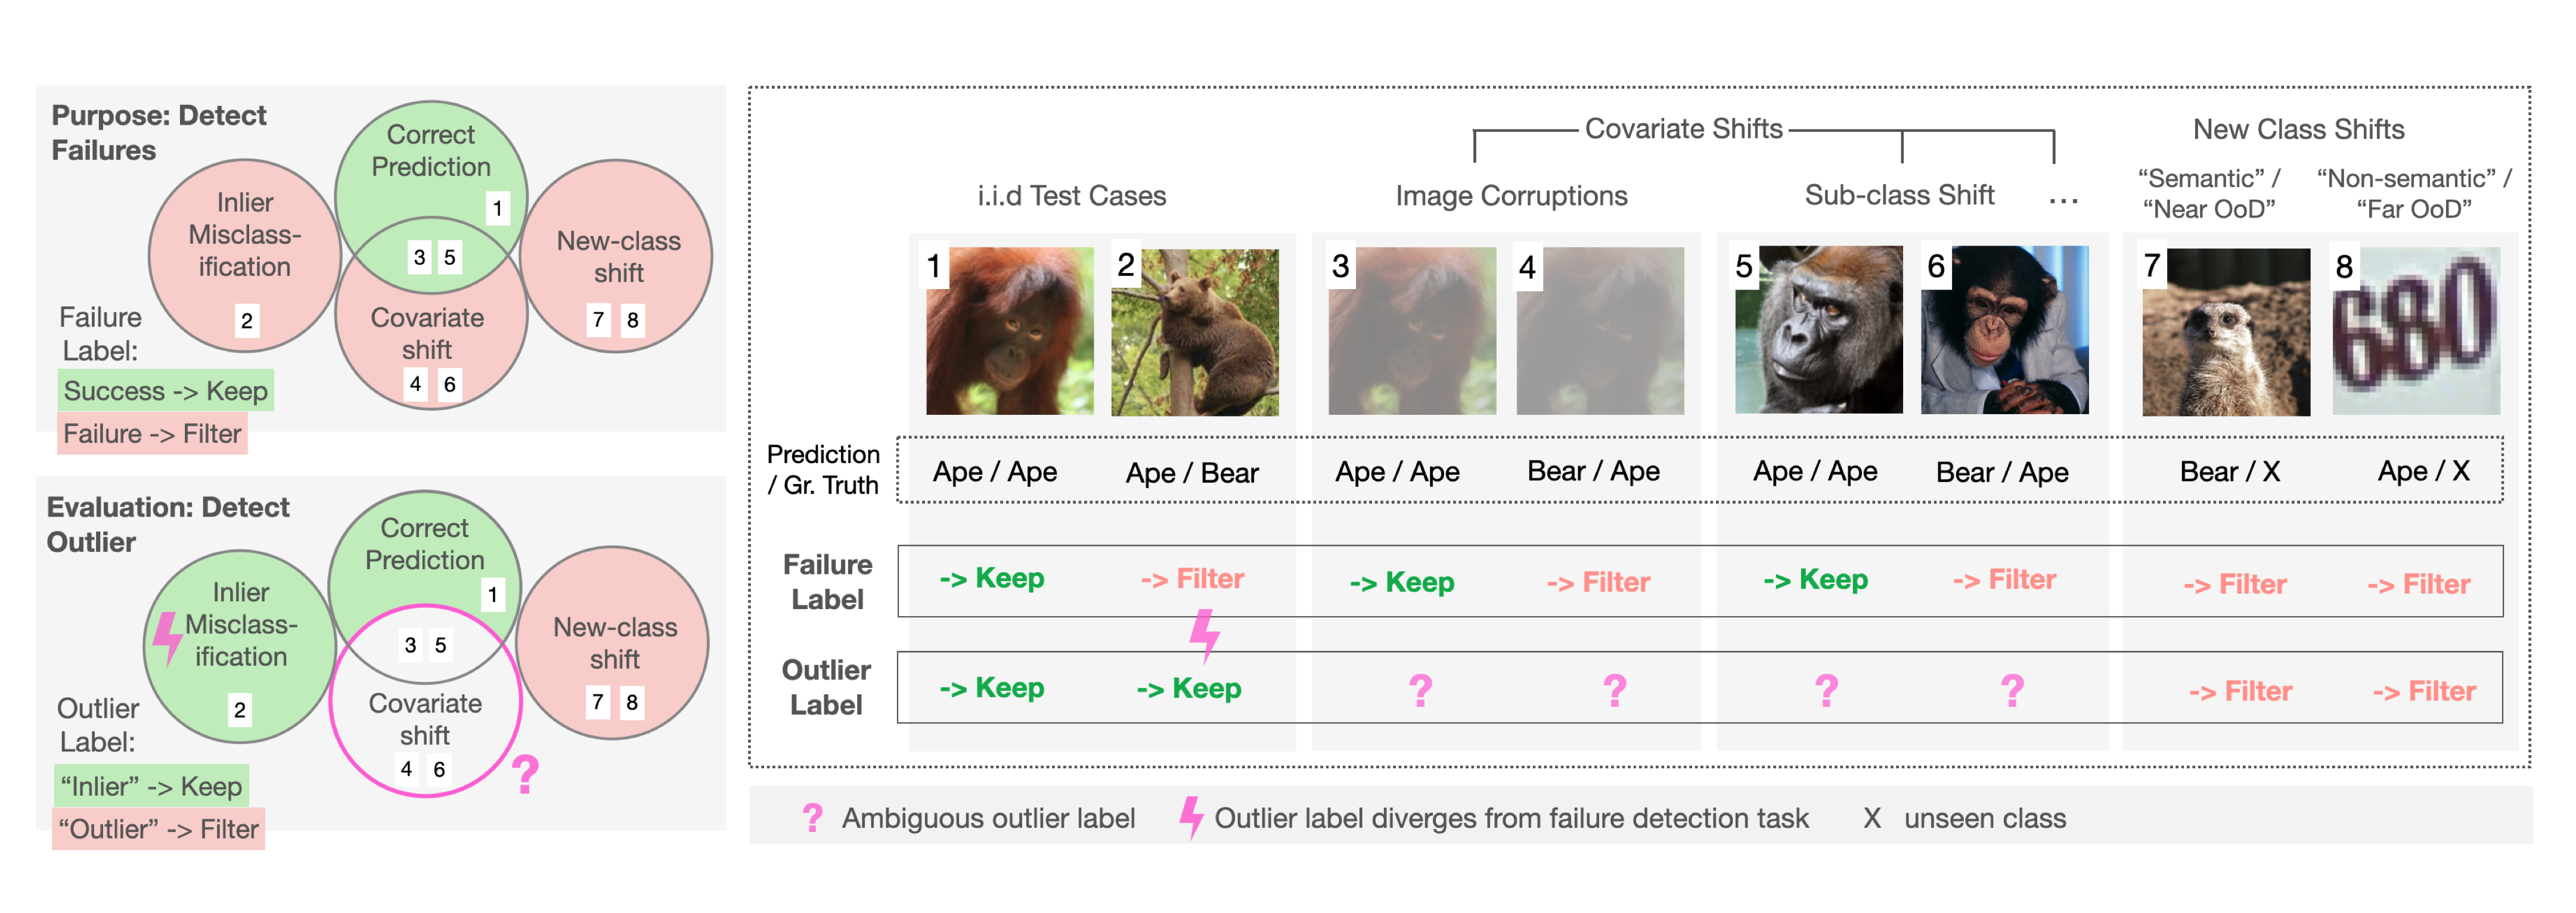 Purpose: Detect
Failures
Correct
Prediction
1
Inlier
Misclass-
ification
2
3 5
New-class
shift
7 8
Covariate
shift
4 6
Failure
Label:
Success -> Keep
Failure -> Filter
Evaluation: Detect
Outlier
Correct
Prediction
1
Inlier
Misclass-
ification
2
3 5
New-class
shift
7 8
Covariate
shift
4 6
?
Outlier
Label:
“Inlier” -> Keep
“Outlier” -> Filter
Covariate Shifts
New Class Shifts
i.i.d Test Cases
Image Corruptions
Sub-class Shift
...
“Semantic” /
“Near OoD”
“Non-semantic” /
“Far OoD”
1 2 3 4 5 6 7 8
680
Prediction
/ Gr. Truth
Ape / Ape Ape / Bear Ape / Ape Bear / Ape Ape / Ape Bear / Ape Bear / X Ape / X
Failure
Label
-> Keep -> Filter -> Keep -> Filter -> Keep -> Filter -> Filter -> Filter
Outlier
Label
-> Keep -> Keep ? ? ? ? -> Filter -> Filter
? Ambiguous outlier label Outlier label diverges from failure detection task X unseen class